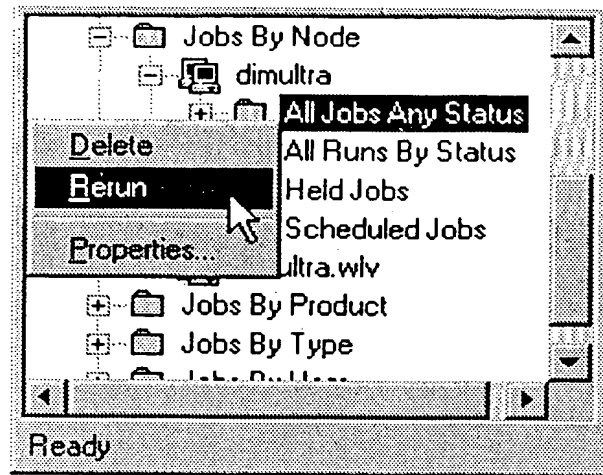 Jobs By Node
dimultra
All Jobs Any Status
Delete
All Runs By Status
Rerun
Held Jobs
Scheduled Jobs
Properties...
ultra.wlv
Jobs By Product
Jobs By Type
Ready